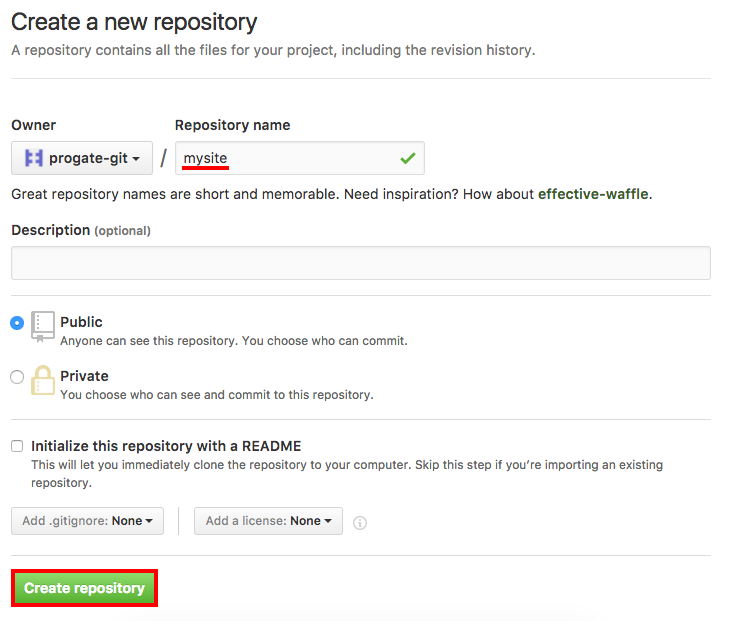 Create a new repository
A repository contains all the files for your project, including the revision history.
Owner
Repository name
progate-git / mysite
Great repository names are short and memorable. Need inspiration? How about effective-waffle.
Description (optional)
Public
Anyone can see this repository. You choose who can commit.
Private
You choose who can see and commit to this repository.
Initialize this repository with a README
This will let you immediately clone the repository to your computer. Skip this step if you’re importing an existing
repository.
Add .gitignore: None
Add a license: None
Create repository